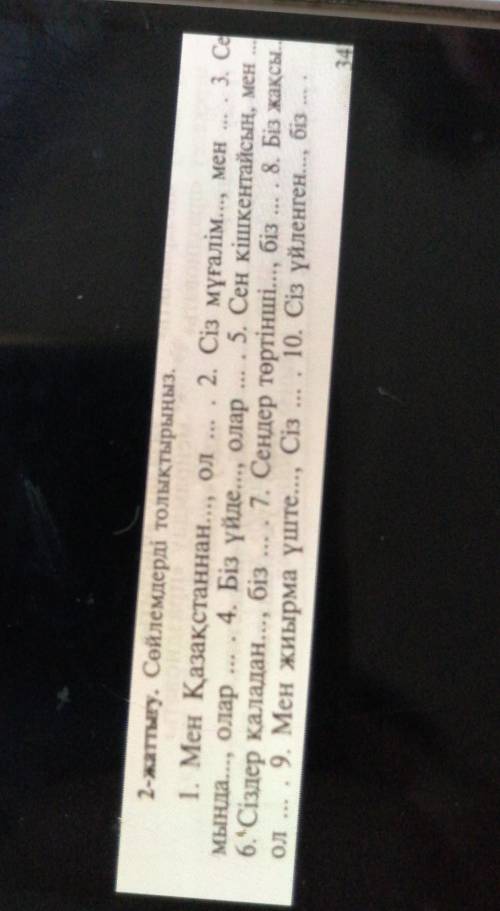 2-жаттығу. Сөйлемдерді толықтырыңыз.
1. Мен Қазақстаннан..., ол ... . 2. Сіз мұғалім..., мен ... . 3. Се
мында..., олар ... . 4. Біз үйде..., олар ... . 5. Сен кішкентайсың, мен ...
6. Сіздер қаладан..., біз ... . 7. Сендер төртінші..., біз ... . 8. Біз жақсы..
ол ... . 9. Мен жиырма үште..., Сіз ... . 10. Сіз үйленген..., біз ... .
34